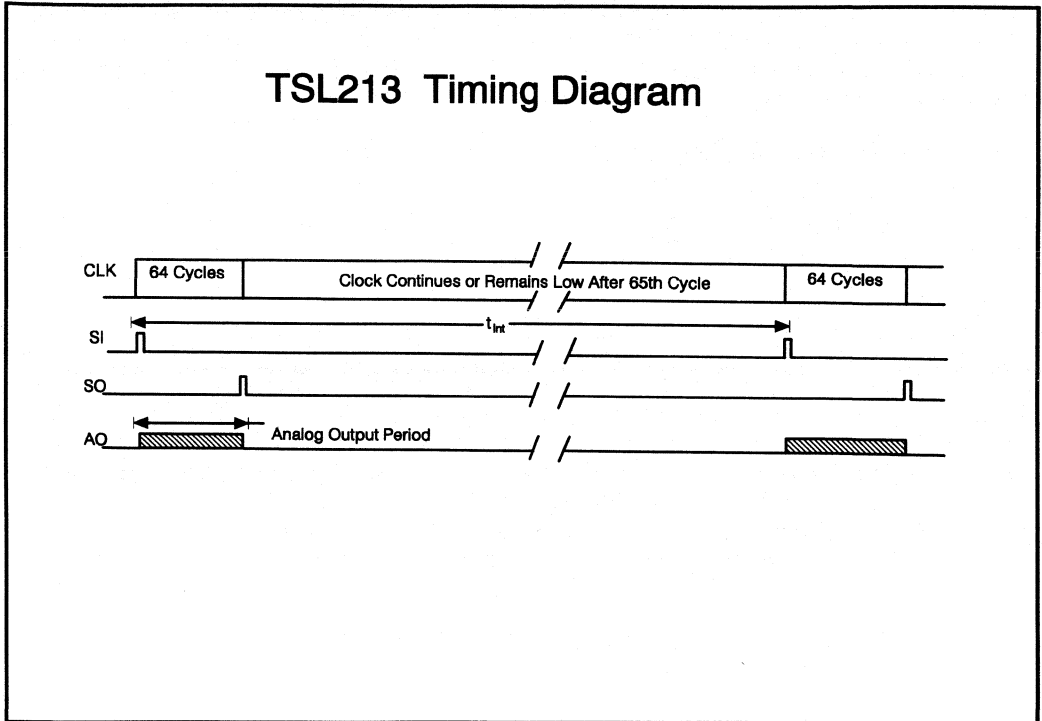 TSL213 Timing Diagram
CLK
64 Cycles
Clock Continues or Remains Low After 65th Cycle
64 Cycles
tint
SI
SO
AO
Analog Output Period